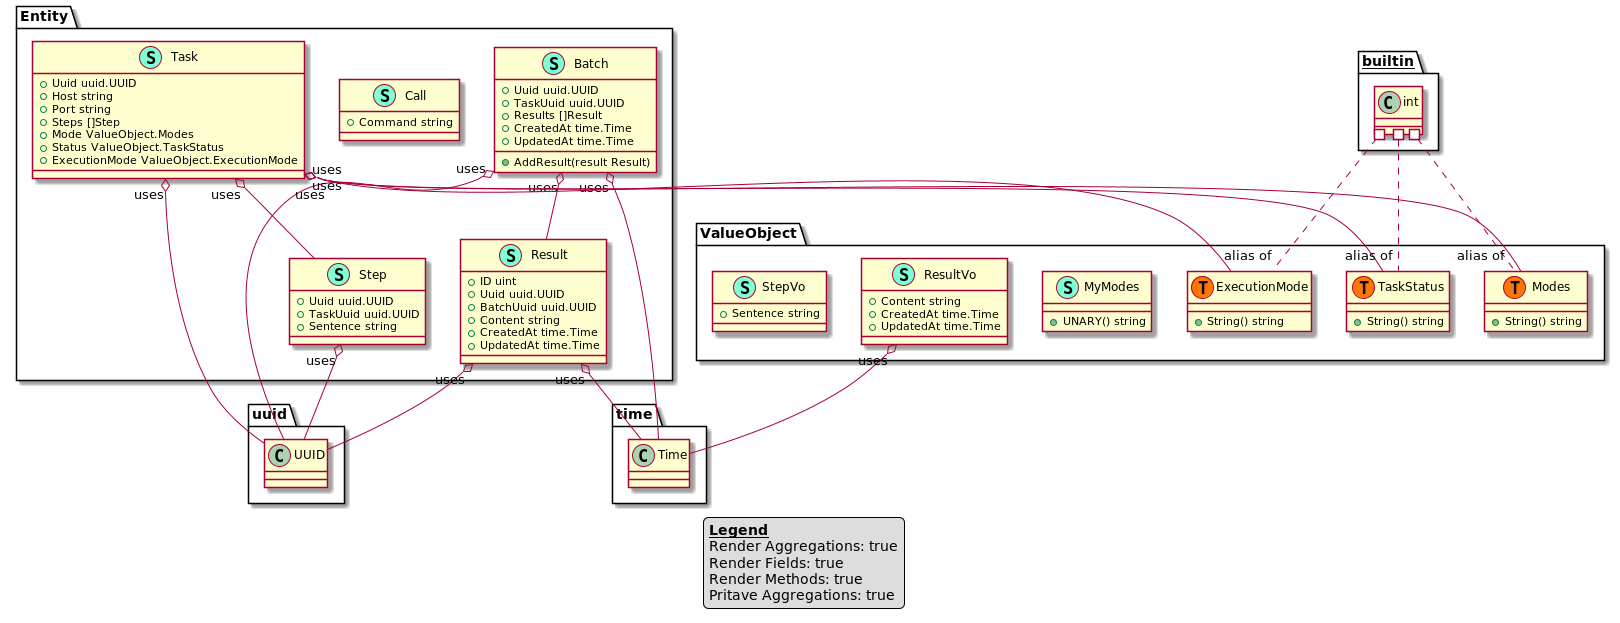 Entity
Task
Uuid uuid.UUID
Host string
Port string
Steps []Step
Mode ValueObject.Modes
Status ValueObject.TaskStatus
ExecutionMode ValueObject.ExecutionMode
Call
Command string
Batch
Uuid uuid.UUID
TaskUuid uuid.UUID
Results []Result
CreatedAt time.Time
UpdatedAt time.Time
AddResult(result Result)
builtin
int
uses
uses
uses
uses
uses
uses
uses
uses
Step
Uuid uuid.UUID
TaskUuid uuid.UUID
Sentence string
Result
ID uint
Uuid uuid.UUID
BatchUuid uuid.UUID
Content string
CreatedAt time.Time
UpdatedAt time.Time
ValueObject
alias of
alias of
alias of
StepVo
Sentence string
ResultVo
Content string
CreatedAt time.Time
UpdatedAt time.Time
MyModes
UNARY() string
ExecutionMode
String() string
TaskStatus
String() string
Modes
String() string
uses
uses
uses
uses
uuid
UUID
time
Time
Legend
Render Aggregations: true
Render Fields: true
Render Methods: true
Pritave Aggregations: true